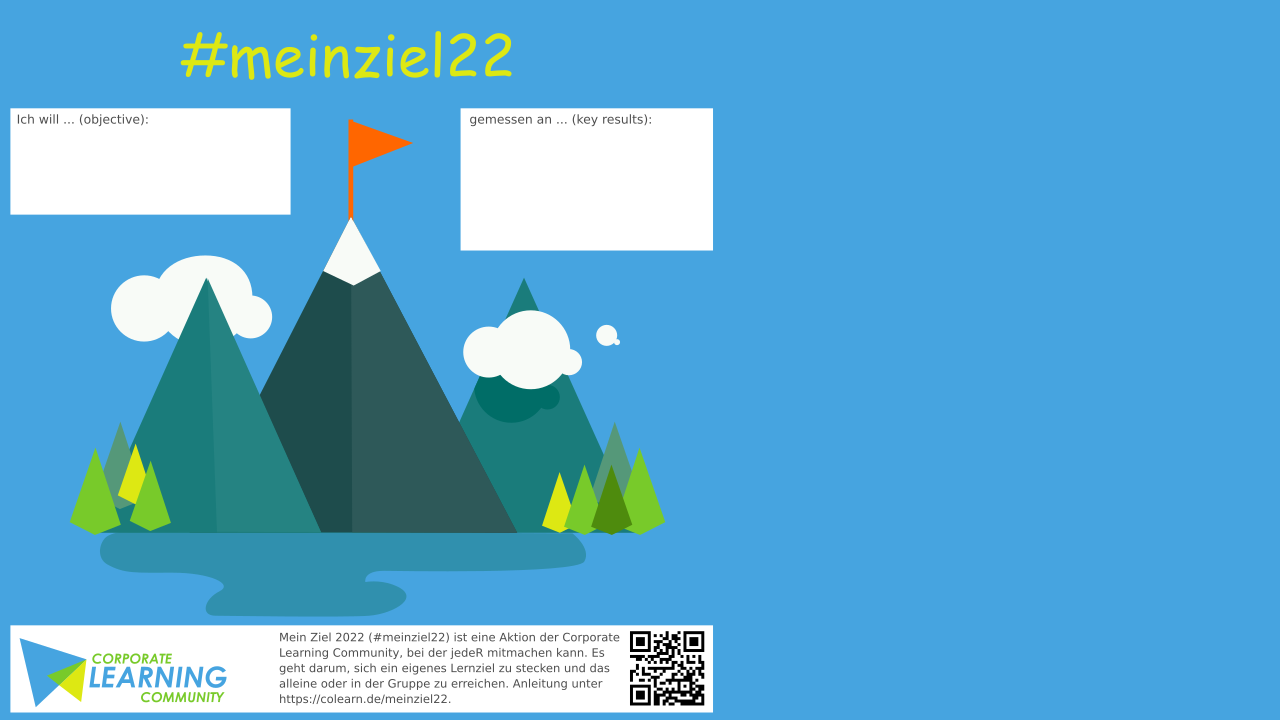 #meinziel22
Ich will ... (objective):
gemessen an ... (key results):
CORPORATE
LEARNING
COMMUNITY
Mein Ziel 2022 (#meinziel22) ist eine Aktion der Corporate
Learning Community, bei der jedeR mitmachen kann. Es
geht darum, sich ein eigenes Lernziel zu stecken und das
alleine oder in der Gruppe zu erreichen. Anleitung unter
https://colearn.de/meinziel22.